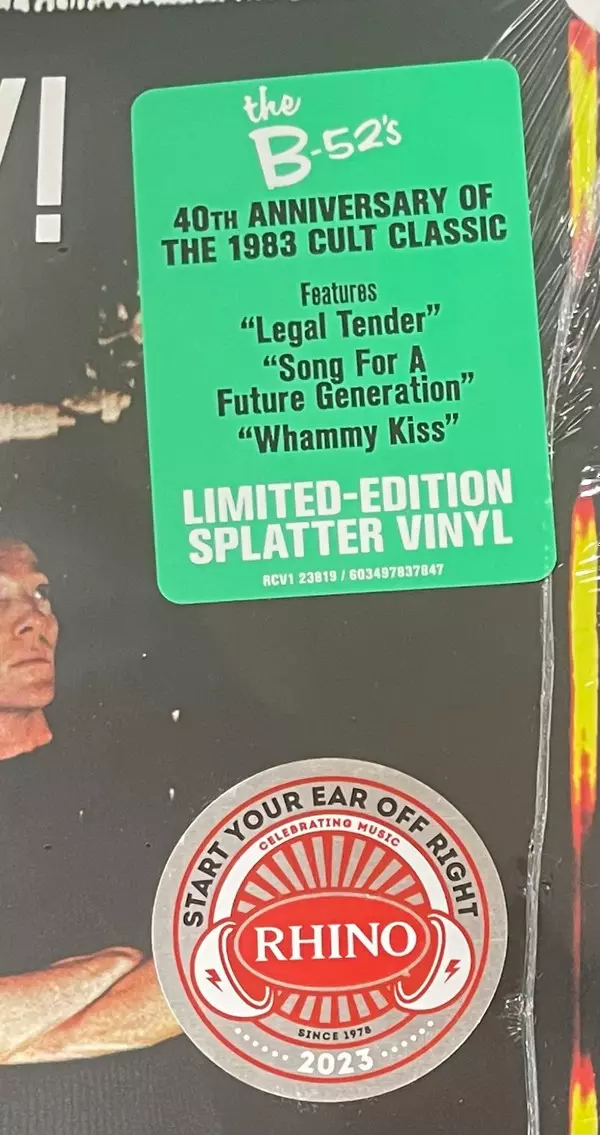 Y!
the
B-52's
40TH ANNIVERSARY OF
THE 1983 CULT CLASSIC
Features
“Legal Tender”
“Song For A
Future Generation”
“Whammy Kiss”
LIMITED-EDITION
SPLATTER VINYL
RCV1 23819 / 603497837847
START YOUR EAR OFF RIGHT
CELEBRATING MUSIC
RHINO
SINCE 1978
2023